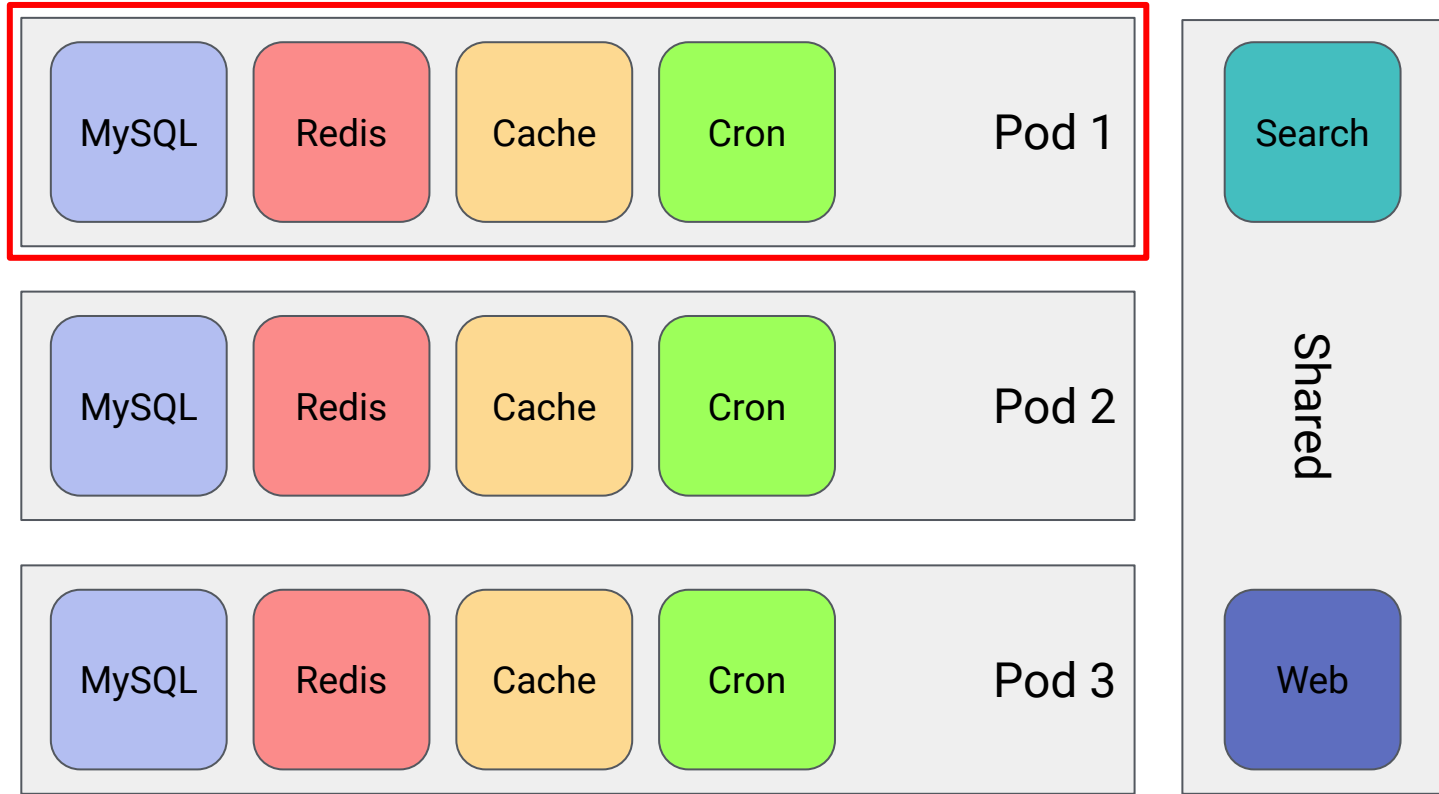 MySQL Redis Cache Cron Pod 1
MySQL Redis Cache Cron Pod 2
MySQL Redis Cache Cron Pod 3
Search
Shared
Web